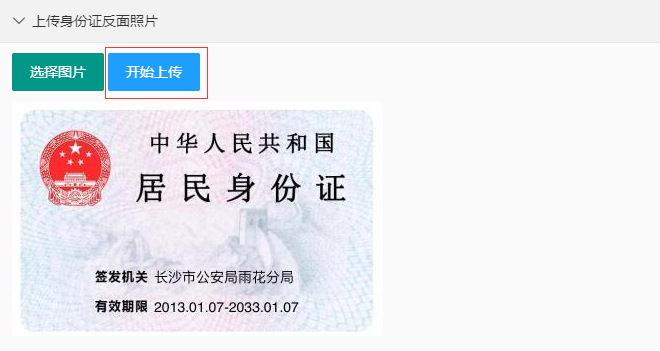 上传身份证反面照片
选择图片 开始上传
中华人民共和国
居民身份证
签发机关 长沙市公安局雨花分局
有效期限 2013.01.07-2033.01.07